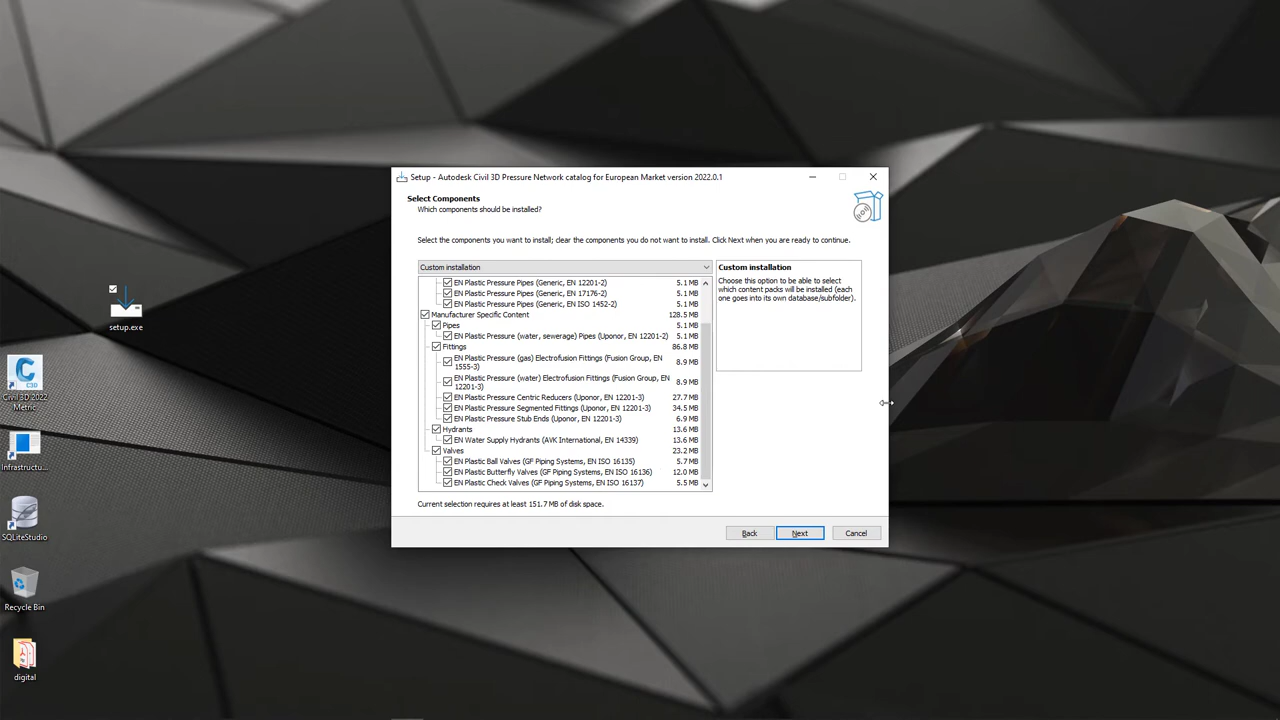 Setup - Autodesk Civil 3D Pressure Network catalog for European Market version 2022.0.1
Select Components
Which components should be installed?
Select the components you want to install; clear the components you do not want to install. Click Next when you are ready to continue.
Custom installation
EN Plastic Pressure Pipes (Generic, EN 12201-2) 5.1 MB
EN Plastic Pressure Pipes (Generic, EN 17176-2) 5.1 MB
EN Plastic Pressure Pipes (Generic, EN ISO 1452-2) 5.1 MB
Manufacturer Specific Content 128.5 MB
Pipes 5.1 MB
EN Plastic Pressure (water, sewerage) Pipes (Uponor, EN 12201-2) 5.1 MB
Fittings 86.8 MB
EN Plastic Pressure (gas) Electrofusion Fittings (Fusion Group, EN
1555-3) 8.9 MB
EN Plastic Pressure (water) Electrofusion Fittings (Fusion Group, EN
12201-3) 8.9 MB
EN Plastic Pressure Centric Reducers (Uponor, EN 12201-3) 27.7 MB
EN Plastic Pressure Segmented Fittings (Uponor, EN 12201-3) 34.5 MB
EN Plastic Pressure Stub Ends (Uponor, EN 12201-3) 6.9 MB
Hydrants 13.6 MB
EN Water Supply Hydrants (AVK International, EN 14339) 13.6 MB
Valves 23.2 MB
EN Plastic Ball Valves (GF Piping Systems, EN ISO 16135) 5.7 MB
EN Plastic Butterfly Valves (GF Piping Systems, EN ISO 16136) 12.0 MB
EN Plastic Check Valves (GF Piping Systems, EN ISO 16137) 5.5 MB
Custom installation
Choose this option to be able to select
which content packs will be installed (each
one goes into its own database/subfolder).
Current selection requires at least 151.7 MB of disk space.
Back
Next
Cancel
setup.exe
C3D
Civil 3D 2022
Metric
Infrastructu...
SQLiteStudio
Recycle Bin
digital